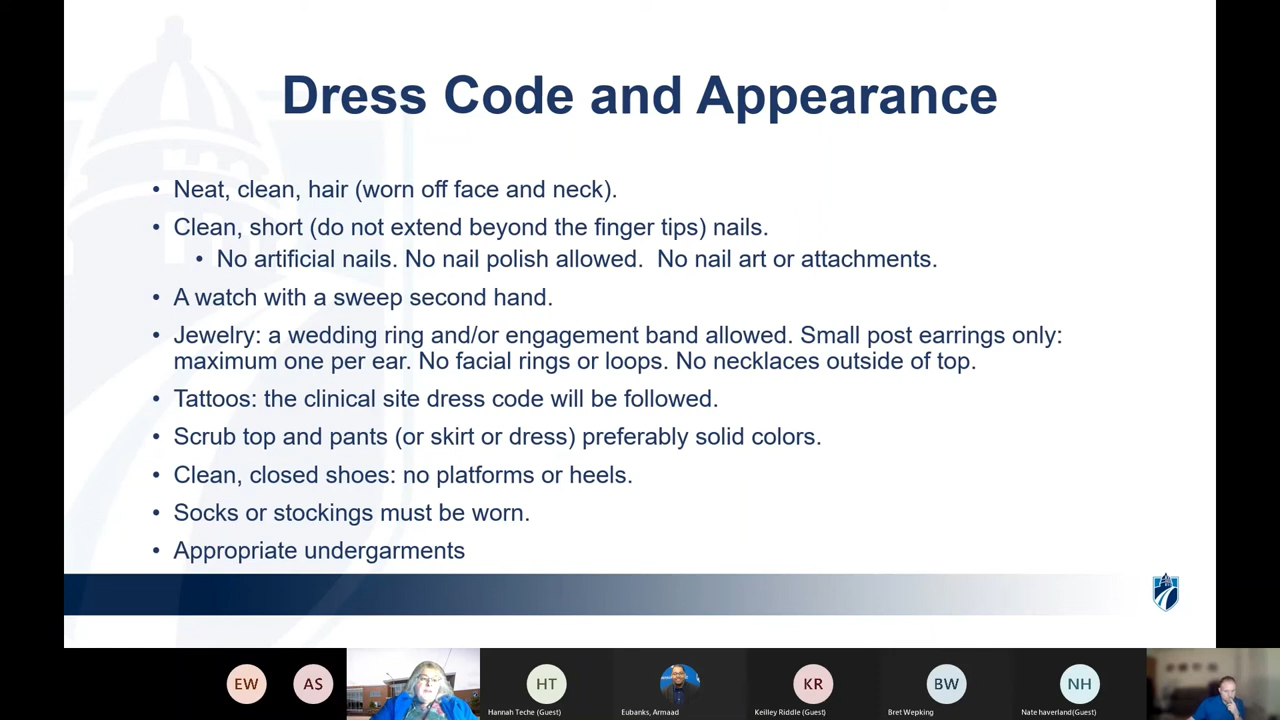 Dress Code and Appearance
• Neat, clean, hair (worn off face and neck).
• Clean, short (do not extend beyond the finger tips) nails.
• No artificial nails. No nail polish allowed.  No nail art or attachments.
• A watch with a sweep second hand.
• Jewelry: a wedding ring and/or engagement band allowed. Small post earrings only:
maximum one per ear. No facial rings or loops. No necklaces outside of top.
• Tattoos: the clinical site dress code will be followed.
• Scrub top and pants (or skirt or dress) preferably solid colors.
• Clean, closed shoes: no platforms or heels.
• Socks or stockings must be worn.
• Appropriate undergarments
EW
AS
HT
KR
BW
NH
Hannah Teche (Guest)
Eubanks, Armaad
Keilley Riddle (Guest)
Bret Wepking
Nate haverland(Guest)